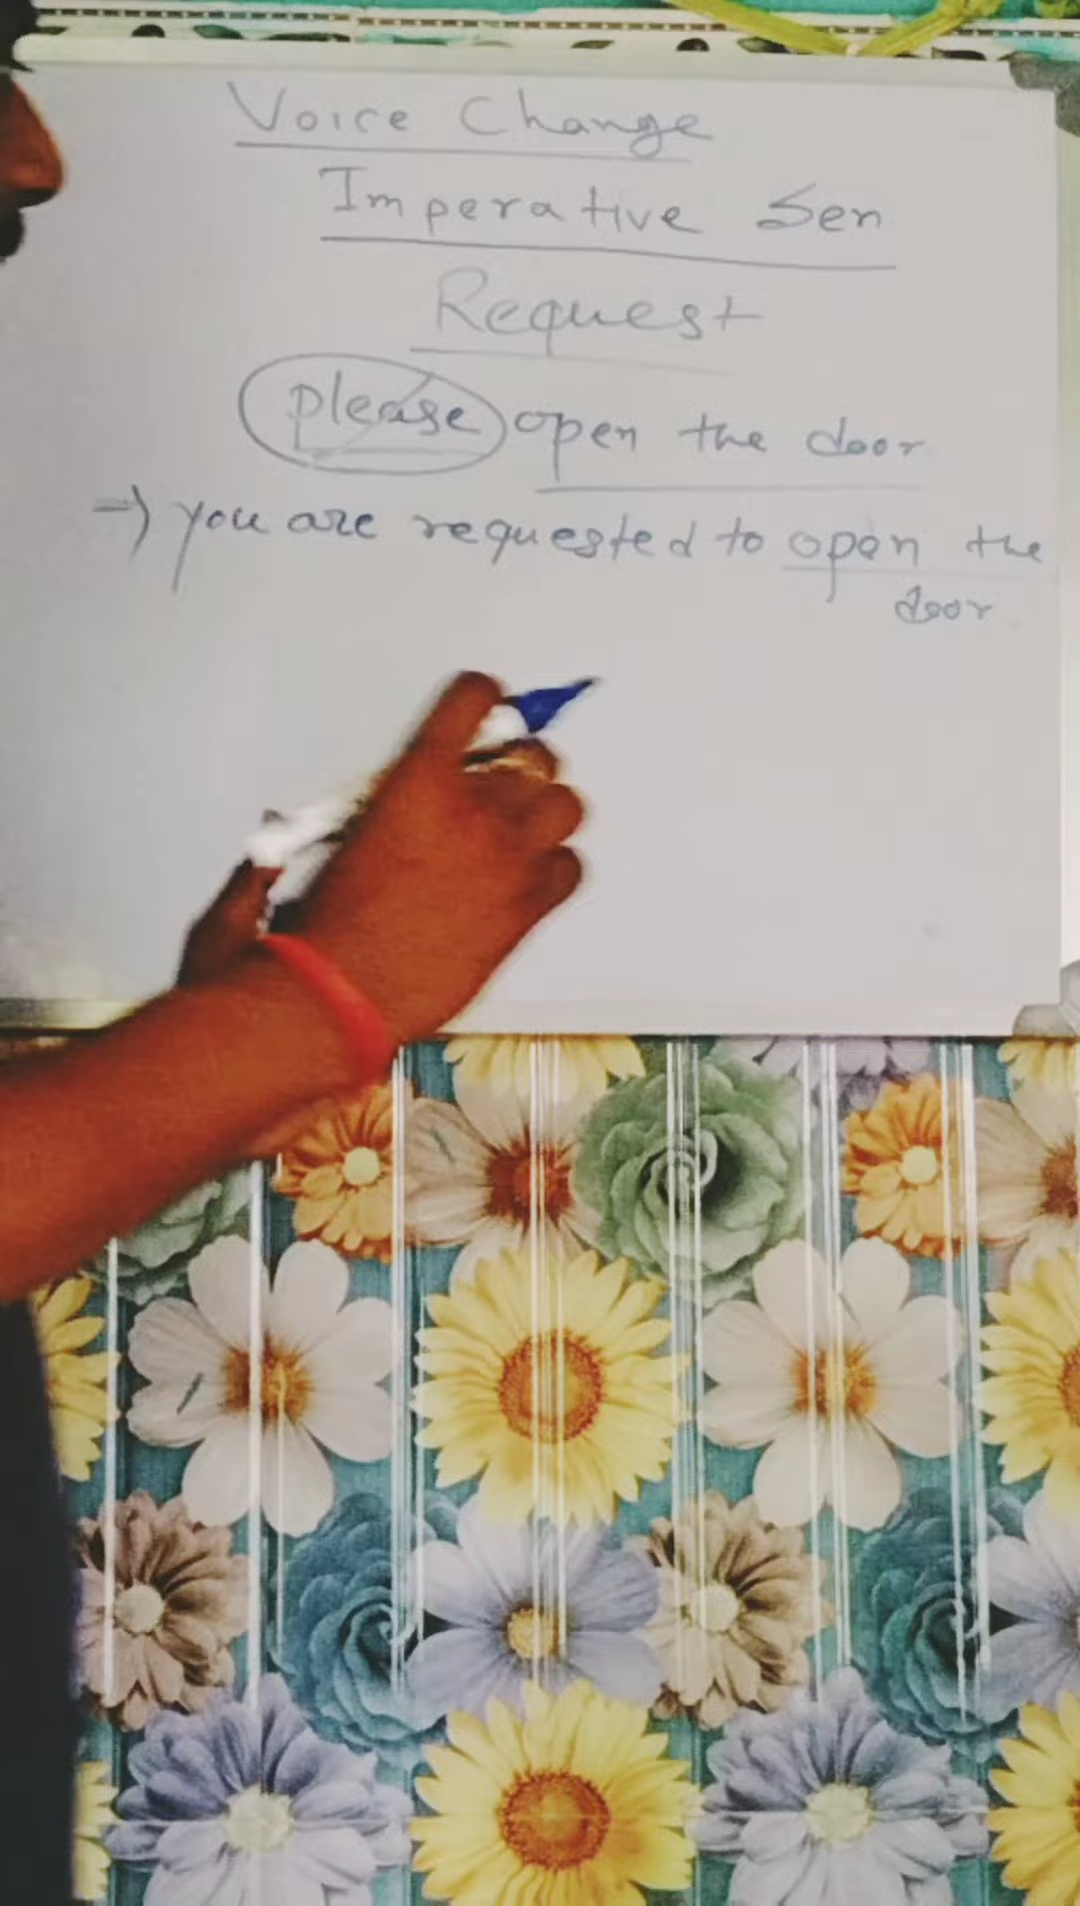 Voice Change
Imperative Sen
Request
please open the door
=) you are requested to open the
door